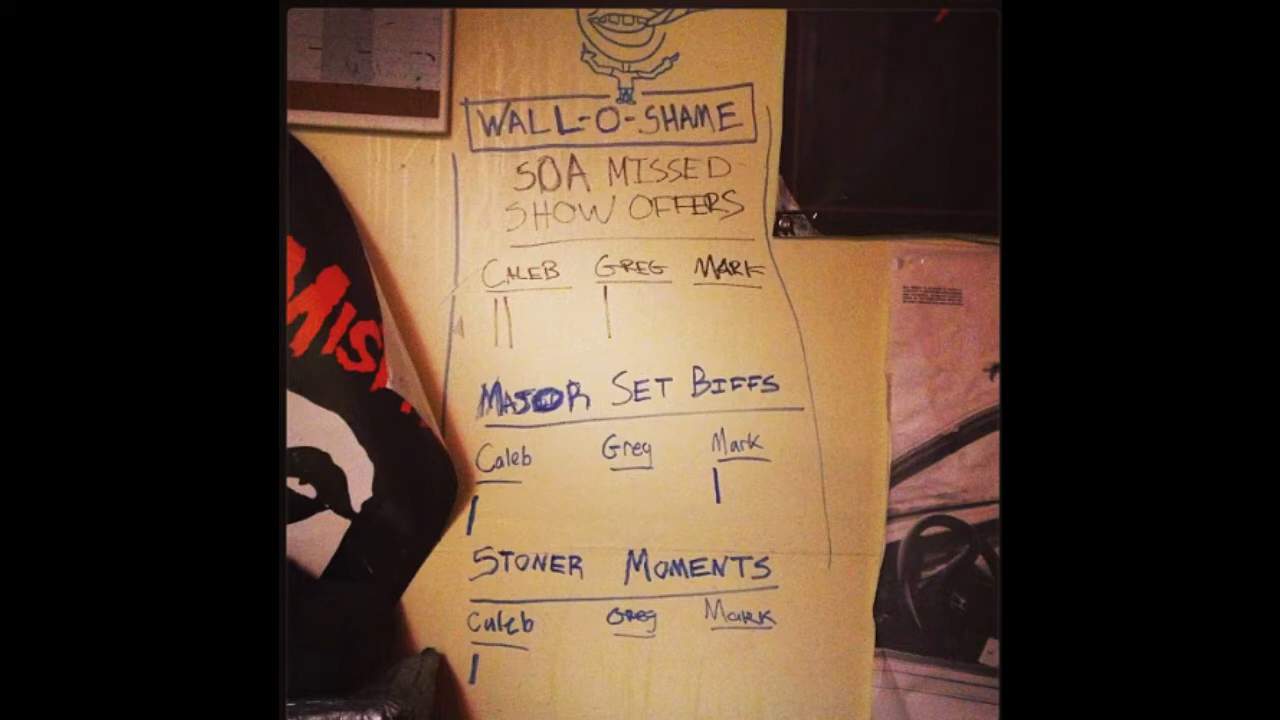 WALL-O-SHAME
SOA MISSED
SHOW OFFERS
CALEB GREG MARK
MAJOR SET BIFFS
Caleb Greg Mark
STONER MOMENTS
Caleb Greg Mark
MIS